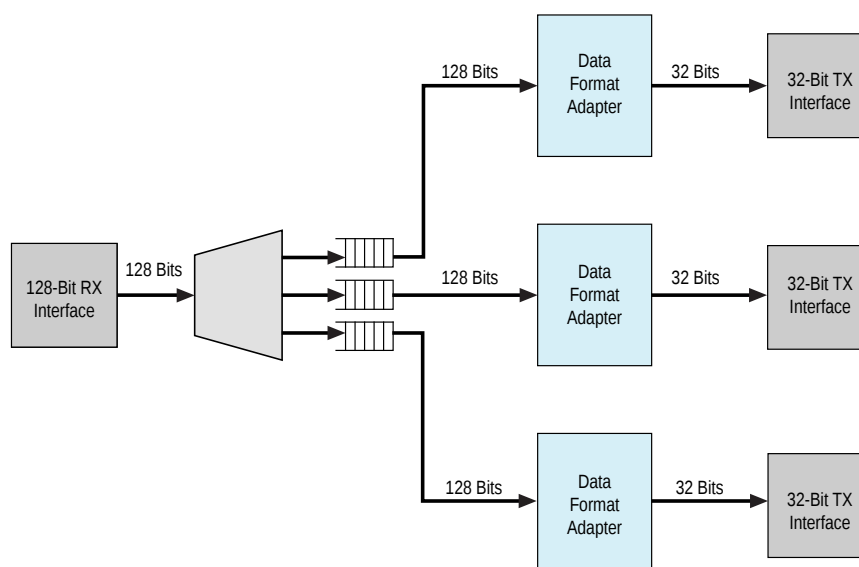 128-Bit RX
Interface
128 Bits
128 Bits
Data
Format
Adapter
32 Bits
32-Bit TX
Interface
128 Bits
Data
Format
Adapter
32 Bits
32-Bit TX
Interface
128 Bits
Data
Format
Adapter
32 Bits
32-Bit TX
Interface